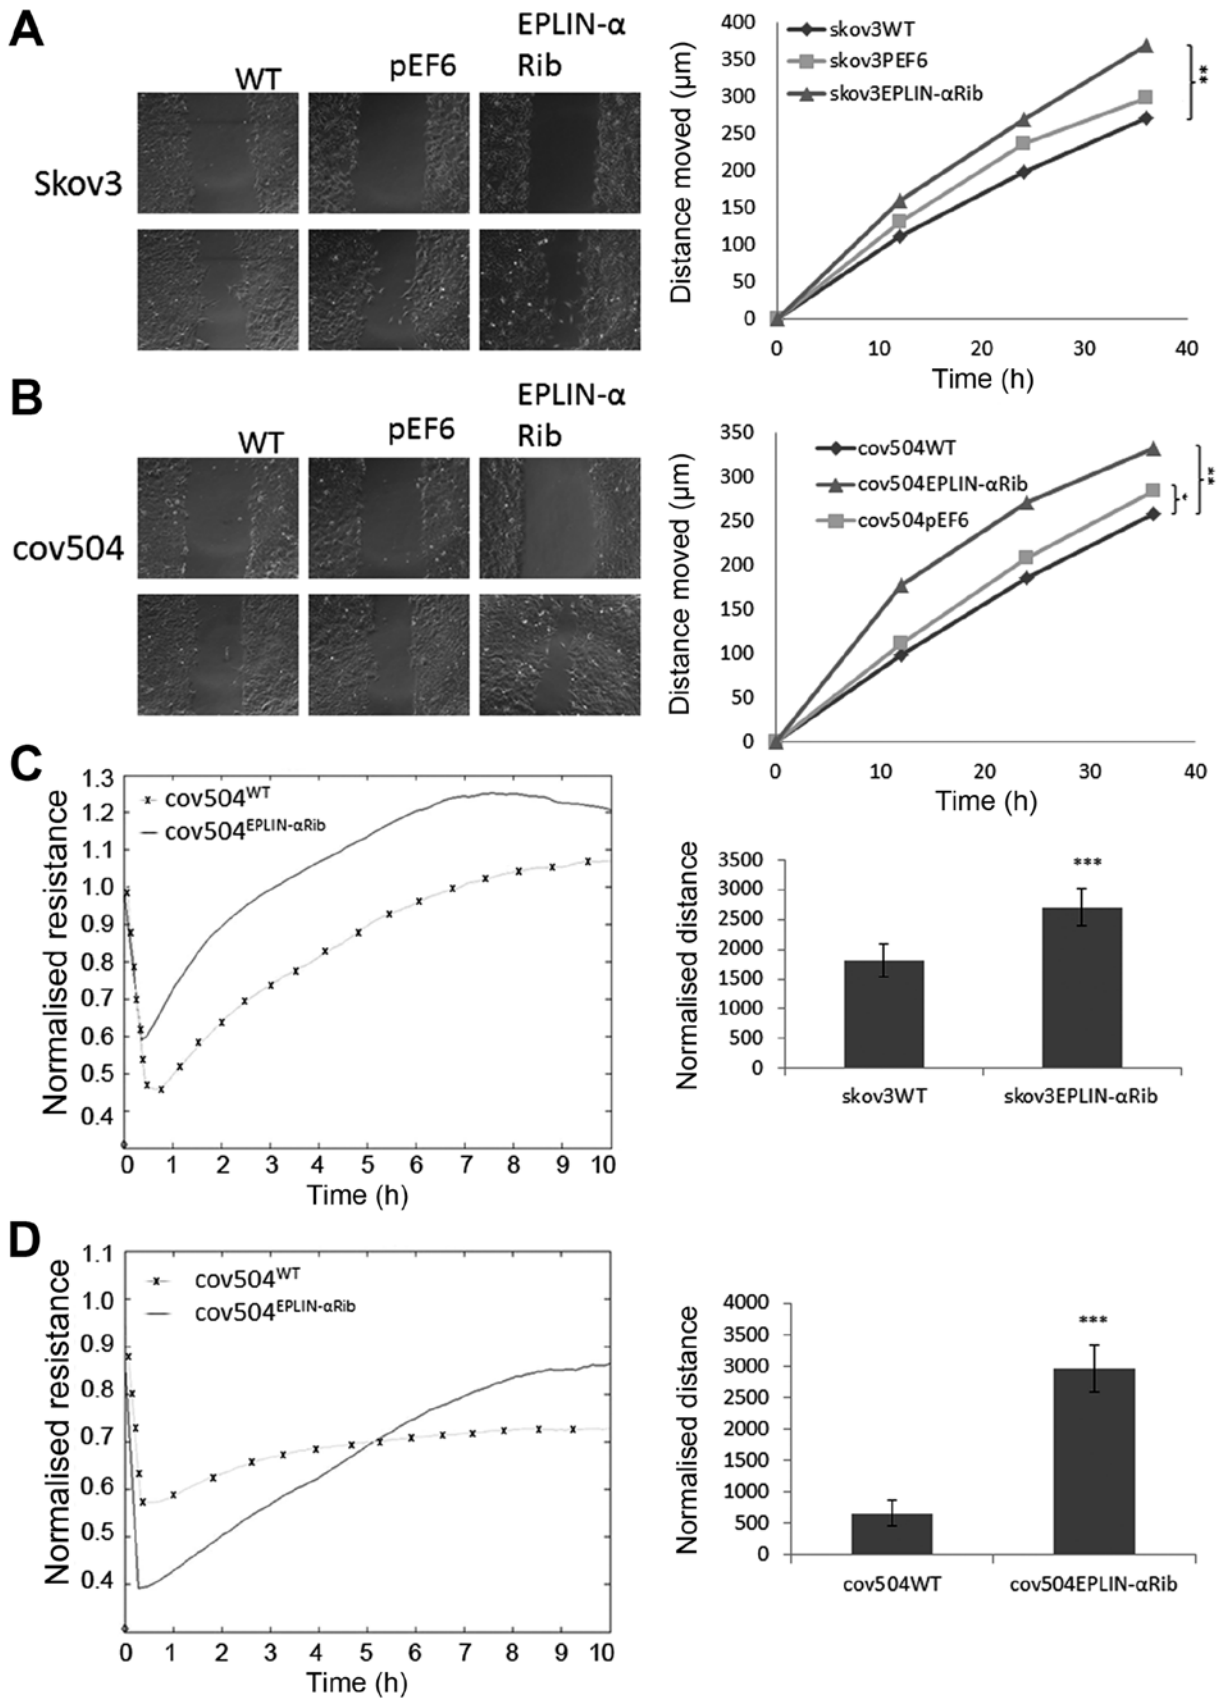 A
WT
pEF6
EPLIN-α
Rib
Skov3
400
350
300
250
200
150
100
50
0
Distance moved (μm)
skov3WT
skov3PEF6
skov3EPLIN-αRib
**
0 10 20 30 40
Time (h)
B
WT
pEF6
EPLIN-α
Rib
cov504
350
300
250
200
150
100
50
0
Distance moved (μm)
cov504WT
cov504EPLIN-αRib
cov504pEF6
**
0 10 20 30 40
Time (h)
C
1.3
1.2
1.1
1.0
0.9
0.8
0.7
0.6
0.5
0.4
Normalised resistance
cov504WT
cov504EPLIN-αRib
0 1 2 3 4 5 6 7 8 9 10
Time (h)
3500
3000
2500
2000
1500
1000
500
0
Normalised distance
***
skov3WT skov3EPLIN-αRib
D
1.1
1.0
0.9
0.8
0.7
0.6
0.5
0.4
Normalised resistance
cov504WT
cov504EPLIN-αRib
0 1 2 3 4 5 6 7 8 9 10
Time (h)
4000
3500
3000
2500
2000
1500
1000
500
0
Normalised distance
***
cov504WT cov504EPLIN-αRib